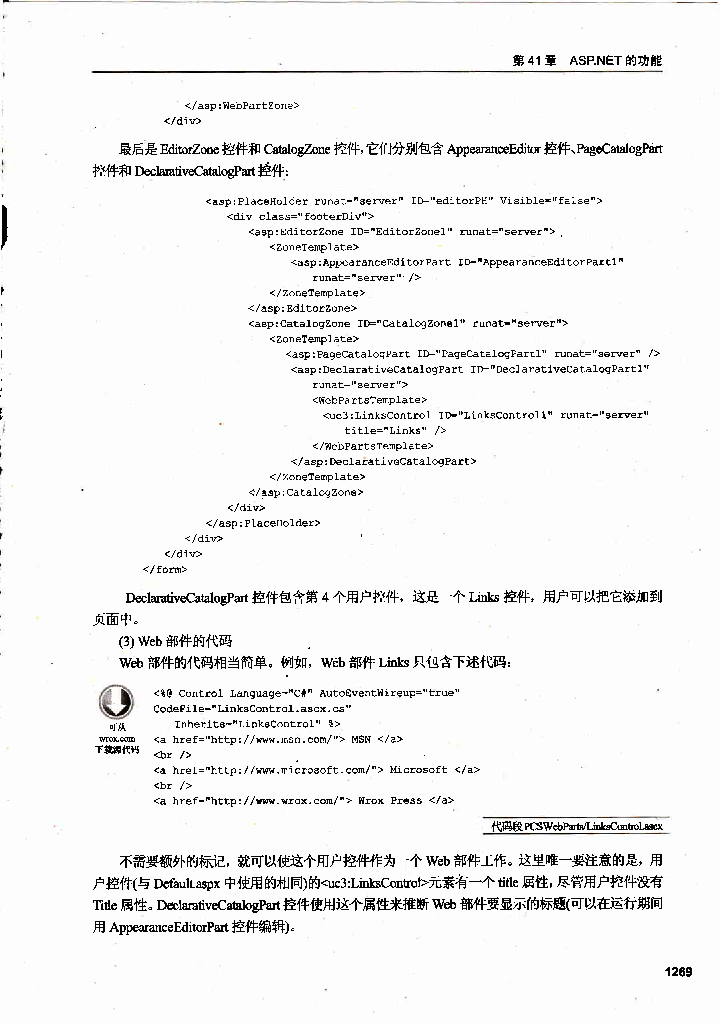 第 41 章 ASP.NET 的功能
</asp:WebPartZone>
</div>
最后是 EditorZone 控件和 CatalogZone 控件,它们分别包含 AppearanceEditor 控件、PageCatalogPart
控件和 DeclarativeCatalogPart 控件:
<asp:PlaceHolder runat="server" ID="editorPH" Visible="false">
<div class="footerDiv">
<asp:EditorZone ID="EditorZone1" runat="server">
<ZoneTemplate>
<asp:AppearanceEditorPart ID="AppearanceEditorPart1"
runat="server" />
</ZoneTemplate>
</asp:EditorZone>
<asp:CatalogZone ID="CatalogZone1" runat="server">
<ZoneTemplate>
<asp:PageCatalogPart ID="PageCatalogPart1" runat="server" />
<asp:DeclarativeCatalogPart ID="DeclarativeCatalogPart1"
runat="server">
<WebPartsTemplate>
<uc3:LinksControl ID="LinksControl1" runat="server"
title="Links" />
</WebPartsTemplate>
</asp:DeclarativeCatalogPart>
</ZoneTemplate>
</asp:CatalogZone>
</div>
</asp:PlaceHolder>
</div>
</div>
</form>
DeclarativeCatalogPart 控件包含第 4 个用户控件，这是一个 Links 控件，用户可以把它添加到
页面中。
(3) Web 部件的代码
Web 部件的代码相当简单。例如，Web 部件 Links 只包含下述代码：
<%@ Control Language="C#" AutoEventWireup="true"
CodeFile="LinksControl.ascx.cs"
Inherits="LinksControl" %>
<a href="http://www.msn.com/"> MSN </a>
<br />
<a href="http://www.microsoft.com/"> Microsoft </a>
<br />
<a href="http://www.wrox.com/"> Wrox Press </a>
可从
wrox.com
下载源代码
代码段 PCSWebParts/LinksControl.ascx
不需要额外的标记，就可以使这个用户控件作为一个 Web 部件工作。这里唯一要注意的是，用
户控件(与 Default.aspx 中使用的相同)的<uc3:LinksControl>元素有一个 title 属性，尽管用户控件没有
Title 属性。DeclarativeCatalogPart 控件使用这个属性来推断 Web 部件要显示的标题(可以在运行期间
用 AppearanceEditorPart 控件编辑)。
1269